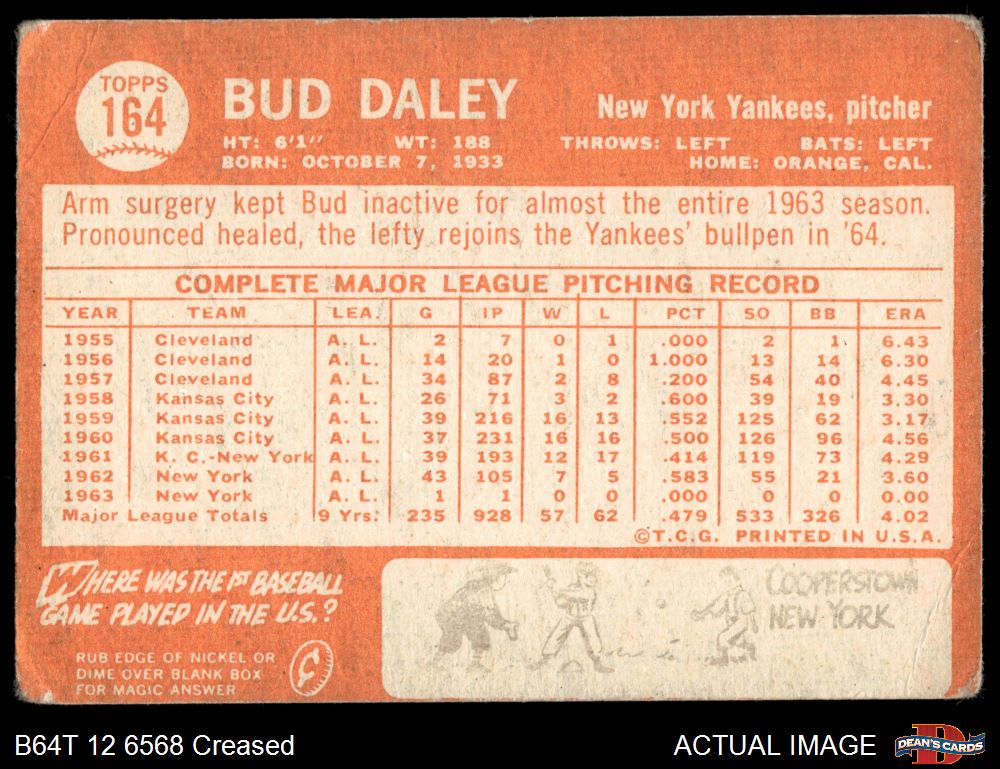 TOPPS
164
BUD DALEY
New York Yankees, pitcher
HT: 6'1" WT: 188
THROWS: LEFT BATS: LEFT
BORN: OCTOBER 7, 1933
HOME: ORANGE, CAL.
Arm surgery kept Bud inactive for almost the entire 1963 season.
Pronounced healed, the lefty rejoins the Yankees' bullpen in '64.
COMPLETE MAJOR LEAGUE PITCHING RECORD
YEAR TEAM LEA. G IP W L PCT SO BB ERA
1955 Cleveland A. L. 2 7 0 1 .000 2 1 6.43
1956 Cleveland A. L. 14 20 1 0 1.000 13 14 6.30
1957 Cleveland A. L. 34 87 2 8 .200 54 40 4.45
1958 Kansas City A. L. 26 71 3 2 .600 39 19 3.30
1959 Kansas City A. L. 39 216 16 13 .552 125 62 3.17
1960 Kansas City A. L. 37 231 16 16 .500 126 96 4.56
1961 K. C.-New York A. L. 39 193 12 17 .414 119 73 4.29
1962 New York A. L. 43 105 7 5 .583 55 21 3.60
1963 New York A. L. 1 1 0 0 .000 0 0 0.00
Major League Totals 9 Yrs. 235 928 57 62 .479 533 326 4.02
©T.C.G. PRINTED IN U.S.A.
WHERE WAS THE 1ST BASEBALL
GAME PLAYED IN THE U.S.?
RUB EDGE OF NICKEL OR
DIME OVER BLANK BOX
FOR MAGIC ANSWER
COOPERSTOWN
NEW YORK
B64T 12 6568 Creased
ACTUAL IMAGE
DEAN'S CARDS